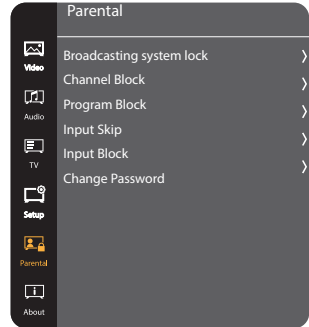 Parental
Broadcasting system lock
Channel Block
Program Block
Input Skip
Input Block
Change Password
Video
Audio
TV
Setup
Parental
About